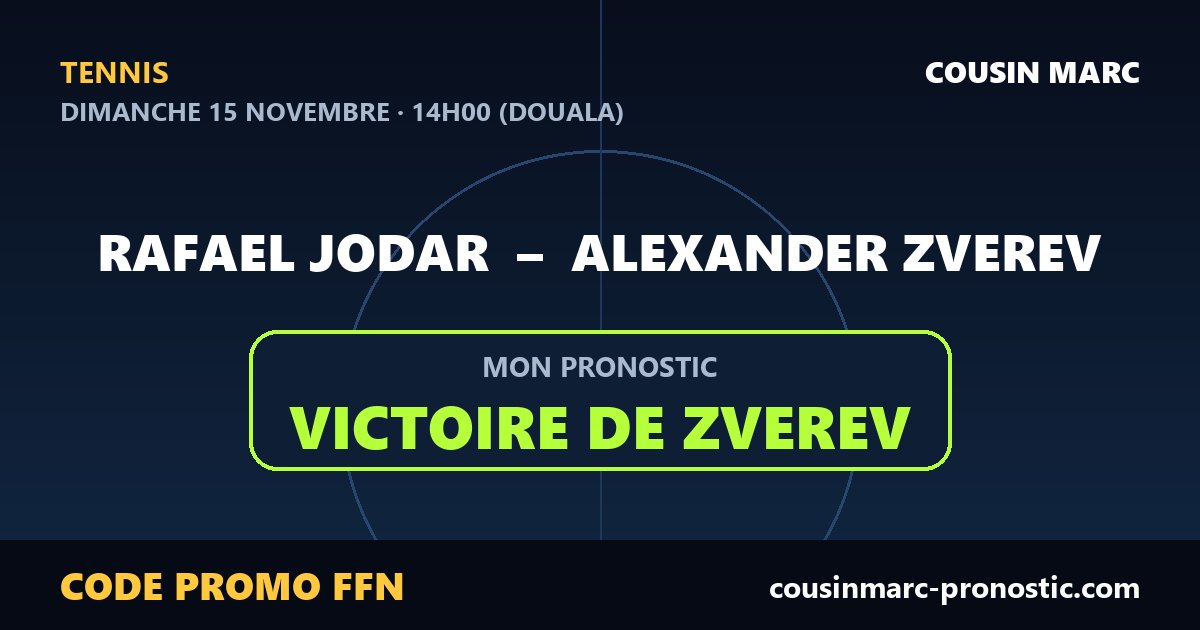 TENNIS
COUSIN MARC
DIMANCHE 15 NOVEMBRE · 14H00 (DOUALA)
RAFAEL JODAR – ALEXANDER ZVEREV
MON PRONOSTIC
VICTOIRE DE ZVEREV
CODE PROMO FFN
cousinmarc-pronostic.com